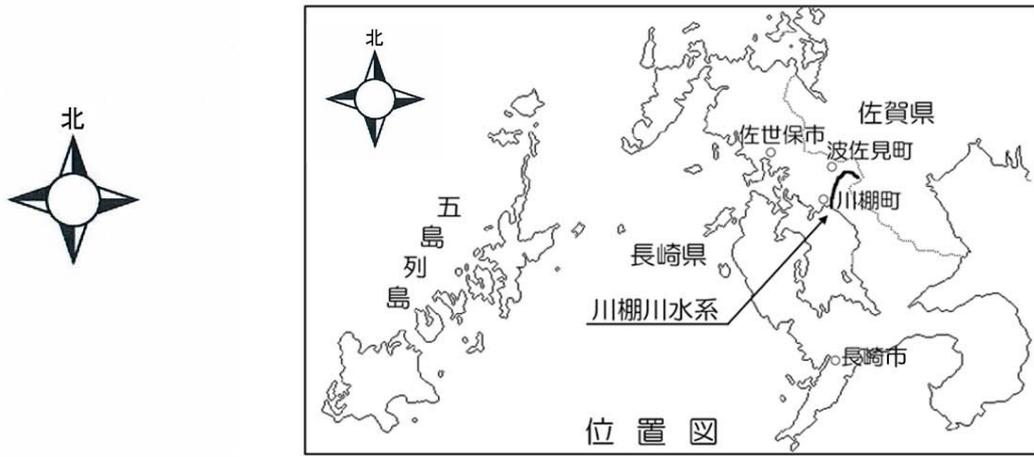 北
北
佐賀県
佐世保市
波佐見町
川棚町
五島列島
長崎県
川棚川水系
長崎市
位置図